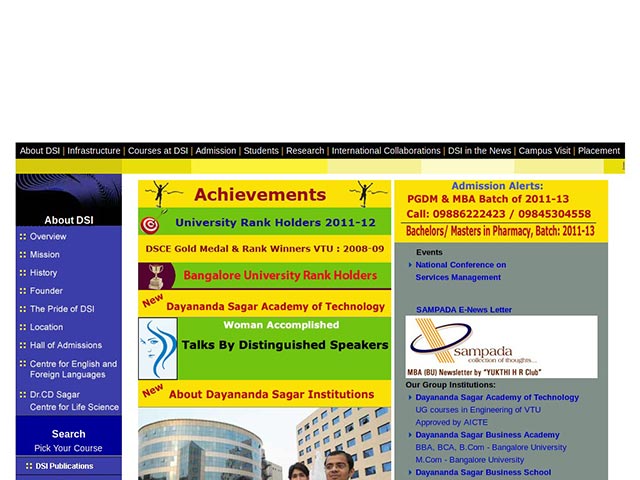 About DSI | Infrastructure | Courses at DSI | Admission | Students | Research | International Collaborations | DSI in the News | Campus Visit | Placement
About DSI
Overview
Mission
History
Founder
The Pride of DSI
Location
Hall of Admissions
Centre for English and
Foreign Languages
Dr.CD Sagar
Centre for Life Science
Search
Pick Your Course
DSI Publications
Achievements
University Rank Holders 2011-12
DSCE Gold Medal & Rank Winners VTU : 2008-09
Bangalore University Rank Holders
New
Dayananda Sagar Academy of Technology
Woman Accomplished
Talks By Distinguished Speakers
New
About Dayananda Sagar Institutions
Admission Alerts:
PGDM & MBA Batch of 2011-13
Call: 09886222423 / 09845304558
Bachelors/ Masters in Pharmacy, Batch: 2011-13
Events
National Conference on
Services Management
SAMPADA E-News Letter
sampada
collection of thoughts...
MBA (BU) Newsletter by "YUKTHI H R Club"
Our Group Institutions:
Dayananda Sagar Academy of Technology
UG courses in Engineering of VTU
Approved by AICTE
Dayananda Sagar Business Academy
BBA, BCA, B.Com - Bangalore University
M.Com - Bangalore University
Dayananda Sagar Business School